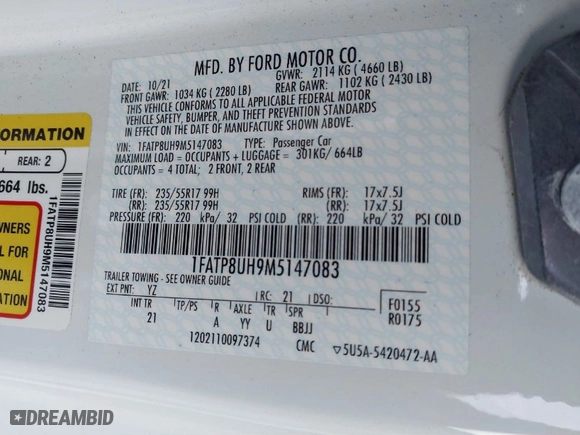 MFD. BY FORD MOTOR CO.
DATE: 10/21 GVWR: 2114 KG ( 4660 LB)
FRONT GAWR: 1034 KG ( 2280 LB) REAR GAWR: 1102 KG ( 2430 LB)
THIS VEHICLE CONFORMS TO ALL APPLICABLE FEDERAL MOTOR
VEHICLE SAFETY, BUMPER, AND THEFT PREVENTION STANDARDS
IN EFFECT ON THE DATE OF MANUFACTURE SHOWN ABOVE.
VIN: 1FATP8UH9M5147083 TYPE: Passenger Car
MAXIMUM LOAD = OCCUPANTS + LUGGAGE = 301KG/ 664LB
OCCUPANTS = 4 TOTAL; 2 FRONT, 2 REAR
TIRE (FR): 235/55R17 99H RIMS (FR): 17x7.5J
(RR): 235/55R17 99H (RR): 17x7.5J
PRESSURE (FR): 220 kPa/ 32 PSI COLD (RR): 220 kPa/ 32 PSI COLD
1FATP8UH9M5147083
TRAILER TOWING - SEE OWNER GUIDE
EXT PNT: YZ RC: 21 DSO: F0155
INT TR TP/PS R AXLE TR SPR R0175
21 A YY U BBJJ
1202110097374 CMC ▽5U5A-5420472-AA
ORMATION
REAR: 2
664 lbs.
WNERS
L FOR
IONAL
TION
1FATP8UH9M5147083
DREAMBID